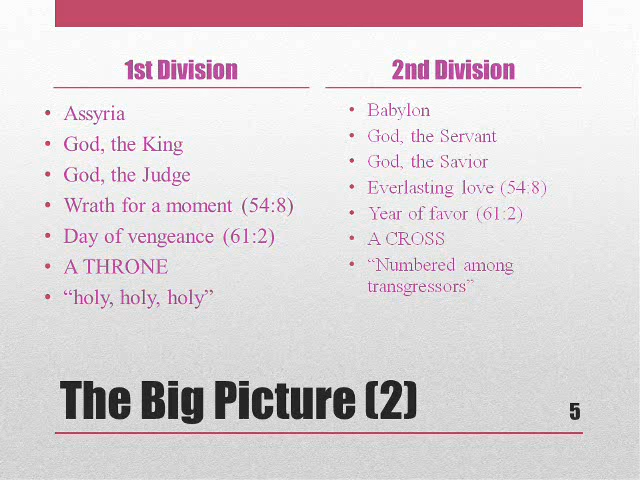 1st Division
• Assyria
• God, the King
• God, the Judge
• Wrath for a moment (54:8)
• Day of vengeance (61:2)
• A THRONE
• “holy, holy, holy”
2nd Division
• Babylon
• God, the Servant
• God, the Savior
• Everlasting love (54:8)
• Year of favor (61:2)
• A CROSS
• “Numbered among
transgressors”
The Big Picture (2)
5